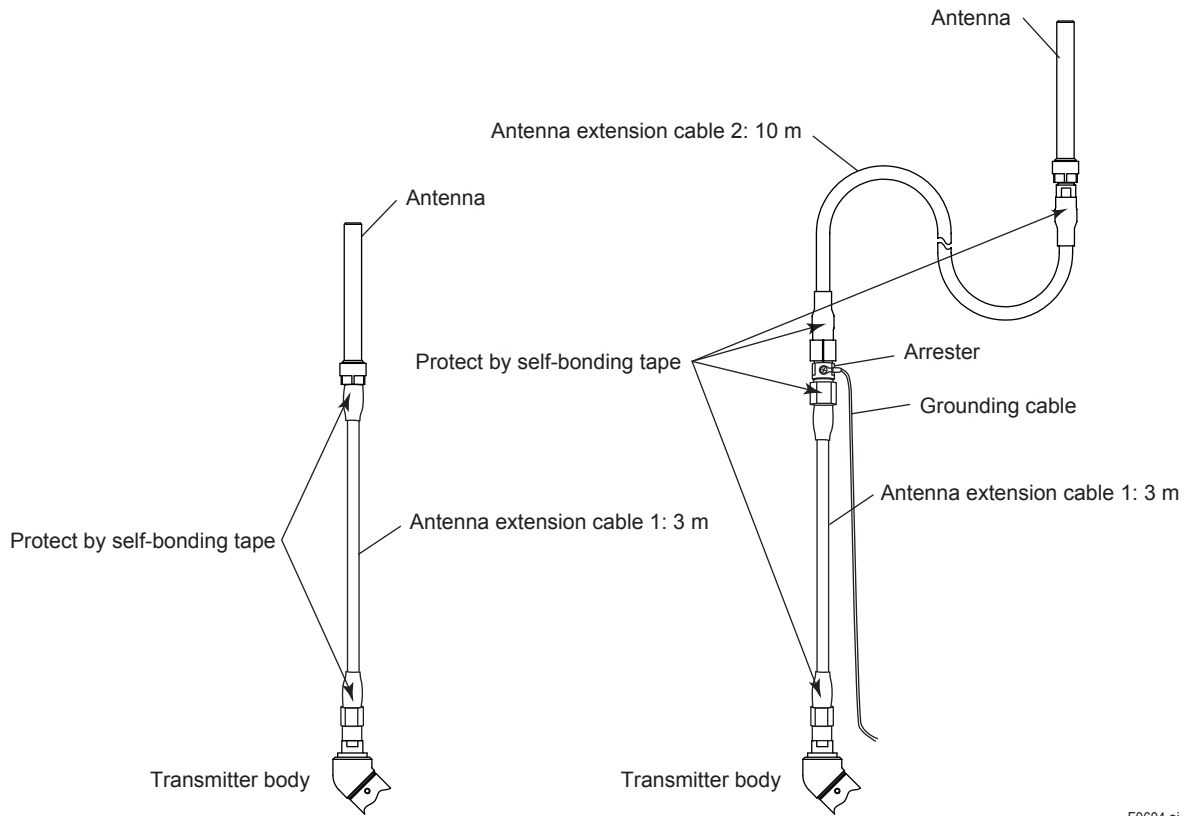 Antenna
Antenna extension cable 2: 10 m
Antenna
Protect by self-bonding tape
Arrester
Grounding cable
Antenna extension cable 1: 3 m
Antenna extension cable 1: 3 m
Protect by self-bonding tape
Transmitter body
Transmitter body